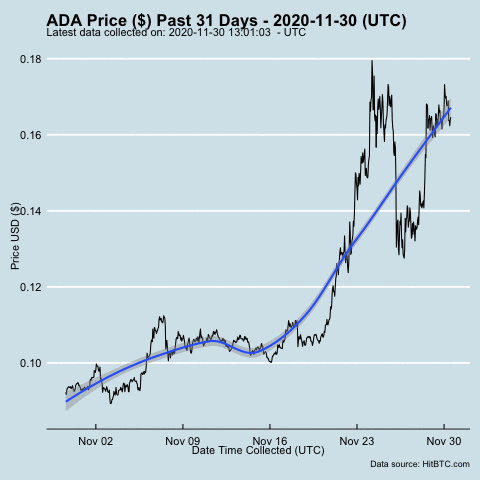 ADA Price ($) Past 31 Days - 2020-11-30 (UTC)
Latest data collected on: 2020-11-30 13:01:03 - UTC
Price USD ($)
0.18
0.16
0.14
0.12
0.10
Nov 02 Nov 09 Nov 16 Nov 23 Nov 30
Date Time Collected (UTC)
Data source: HitBTC.com